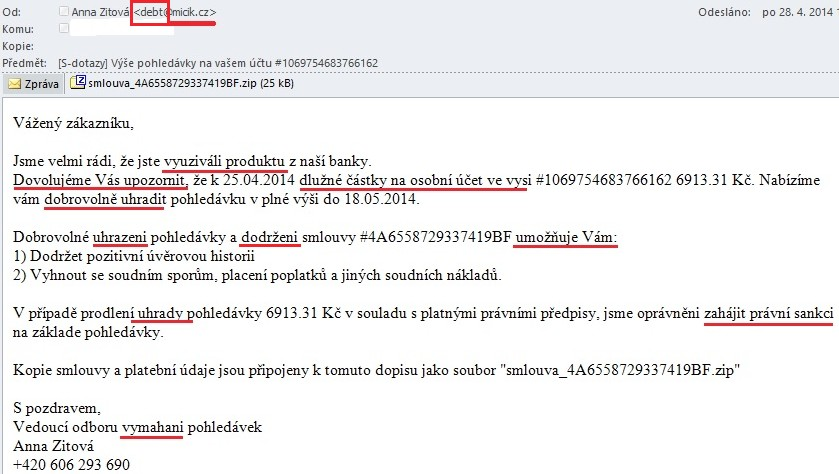 Od: Anna Zitová <debt@micik.cz> Odesláno: po 28. 4. 2014 1
Komu:
Kopie:
Předmět: [S-dotazy] Výše pohledávky na vašem účtu #1069754683766162
Zpráva smlouva_4A6558729337419BF.zip (25 kB)
Vážený zákazníku,
Jsme velmi rádi, že jste vyuziváli produktu z naší banky.
Dovolujéme Vás upozornit, že k 25.04.2014 dlužné částky na osobní účet ve vysi #1069754683766162 6913.31 Kč. Nabízíme
vám dobrovolně uhradit pohledávku v plné výši do 18.05.2014.
Dobrovolné uhrazeni pohledávky a dodrženi smlouvy #4A6558729337419BF umožňuje Vám:
1) Dodržet pozitivní úvěrovou historii
2) Vyhnout se soudním sporům, placení poplatků a jiných soudních nákladů.
V případě prodlení uhrady pohledávky 6913.31 Kč v souladu s platnými právními předpisy, jsme oprávněni zahájit právní sankci
na základe pohledávky.
Kopie smlouvy a platební údaje jsou připojeny k tomuto dopisu jako soubor "smlouva_4A6558729337419BF.zip"
S pozdravem,
Vedoucí odboru vymahani pohledávek
Anna Zitová
+420 606 293 690